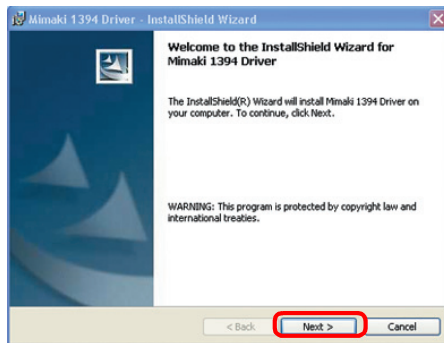 Mimaki 1394 Driver - InstallShield Wizard
Welcome to the InstallShield Wizard for
Mimaki 1394 Driver
The InstallShield(R) Wizard will install Mimaki 1394 Driver on
your computer. To continue, click Next.
WARNING: This program is protected by copyright law and
international treaties.
< Back
Next >
Cancel